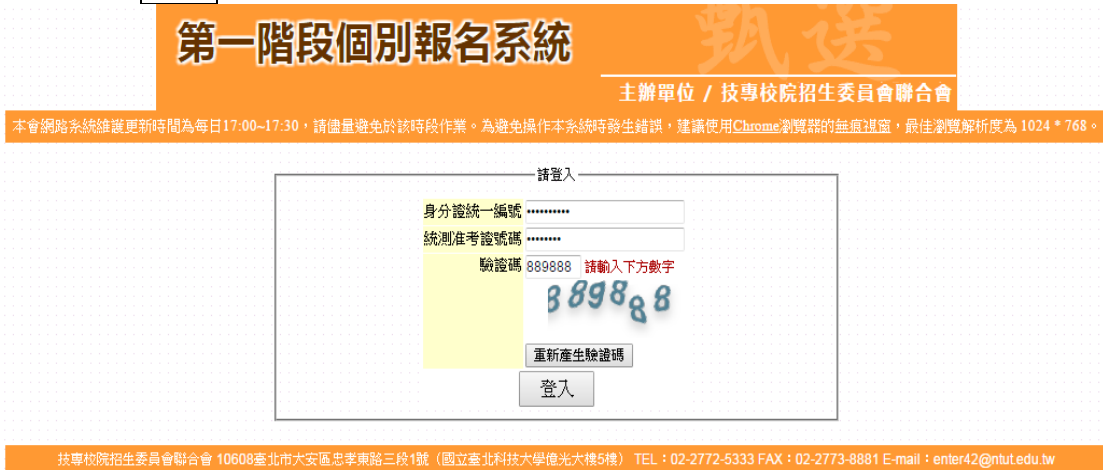 甄選
第一階段個別報名系統
主辦單位 / 技專校院招生委員會聯合會
本會網路系統維護更新時間為每日17:00~17:30，請儘量避免於該時段作業。為避免操作本系統時發生錯誤，建議使用Chrome瀏覽器的無痕視窗，最佳瀏覽解析度為 1024 * 768。
請登入
身分證統一編號 ••••••••••
統測准考證號碼 ••••••••
驗證碼 889888 請輸入下方數字
889888
重新產生驗證碼
登入
技專校院招生委員會聯合會 10608臺北市大安區忠孝東路三段1號（國立臺北科技大學億光大樓5樓） TEL：02-2772-5333 FAX：02-2773-8881 E-mail：enter42@ntut.edu.tw